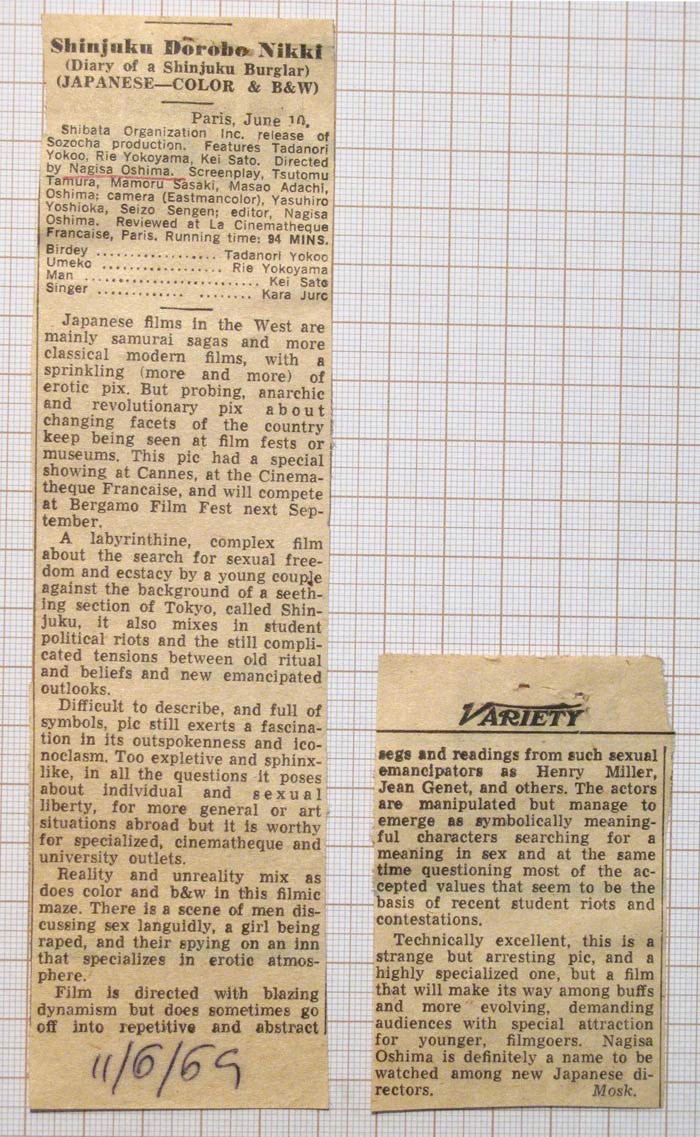 Shinjuku Dorobo Nikki
(Diary of a Shinjuku Burglar)
(JAPANESE—COLOR & B&W)
Paris, June 10.
Shibata Organization Inc. release of
Sozocha production. Features Tadanori
Yokoo, Rie Yokoyama, Kei Sato. Directed
by Nagisa Oshima. Screenplay, Tsutomu
Tamura, Mamoru Sasaki, Masao Adachi,
Oshima; camera (Eastmancolor), Yasuhiro
Yoshioka, Seizo Sengen; editor, Nagisa
Oshima. Reviewed at La Cinematheque
Francaise, Paris. Running time: 94 MINS.
Birdey .................. Tadanori Yokoo
Umeko .................. Rie Yokoyama
Man ........................... Kei Sato
Singer ............ ........ Kara Juro
Japanese films in the West are
mainly samurai sagas and more
classical modern films, with a
sprinkling (more and more) of
erotic pix. But probing, anarchic
and revolutionary pix about
changing facets of the country
keep being seen at film fests or
museums. This pic had a special
showing at Cannes, at the Cinema-
theque Francaise, and will compete
at Bergamo Film Fest next Sep-
tember.
A labyrinthine, complex film
about the search for sexual free-
dom and ecstacy by a young couple
against the background of a seeth-
ing section of Tokyo, called Shin-
juku, it also mixes in student
political riots and the still compli-
cated tensions between old ritual
and beliefs and new emancipated
outlooks.
Difficult to describe, and full of
symbols, pic still exerts a fascina-
tion in its outspokenness and ico-
noclasm. Too expletive and sphinx-
like, in all the questions it poses
about individual and sexual
liberty, for more general or art
situations abroad but it is worthy
for specialized, cinematheque and
university outlets.
Reality and unreality mix as
does color and b&w in this filmic
maze. There is a scene of men dis-
cussing sex languidly, a girl being
raped, and their spying on an inn
that specializes in erotic atmos-
phere.
Film is directed with blazing
dynamism but does sometimes go
off into repetitive and abstract
11/6/69
VARIETY
segs and readings from such sexual
emancipators as Henry Miller,
Jean Genet, and others. The actors
are manipulated but manage to
emerge as symbolically meaning-
ful characters searching for a
meaning in sex and at the same
time questioning most of the ac-
cepted values that seem to be the
basis of recent student riots and
contestations.
Technically excellent, this is a
strange but arresting pic, and a
highly specialized one, but a film
that will make its way among buffs
and more evolving, demanding
audiences with special attraction
for younger, filmgoers. Nagisa
Oshima is definitely a name to be
watched among new Japanese di-
rectors. Mosk.